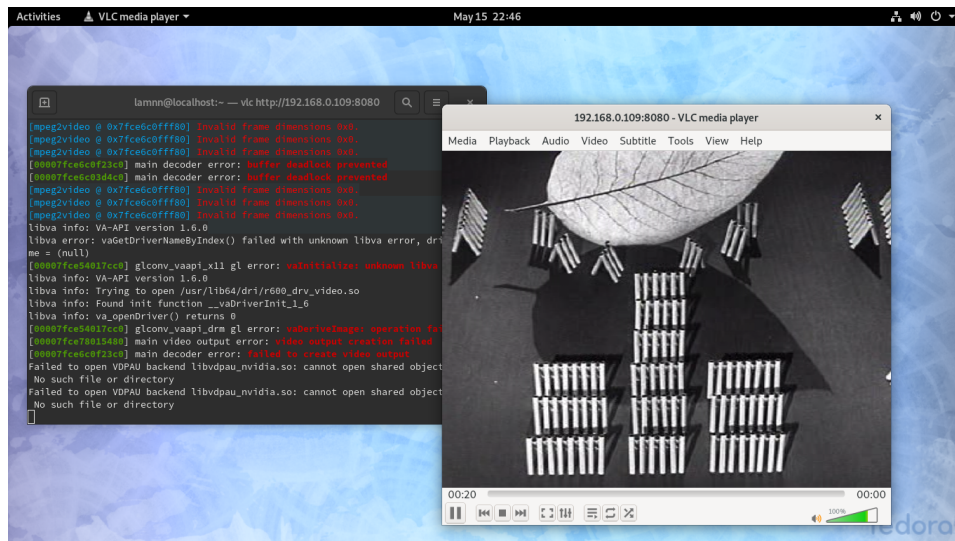 Activities VLC media player May 15 22:46
lamnn@localhost:~ — vlc http://192.168.0.109:8080
[mpeg2video @ 0x7fce6c0fff80] Invalid frame dimensions 0x0.
[mpeg2video @ 0x7fce6c0fff80] Invalid frame dimensions 0x0.
[mpeg2video @ 0x7fce6c0fff80] Invalid frame dimensions 0x0.
[00007fce6c0f23c0] main decoder error: buffer deadlock prevented
[00007fce6c03d4c0] main decoder error: buffer deadlock prevented
[mpeg2video @ 0x7fce6c0fff80] Invalid frame dimensions 0x0.
[mpeg2video @ 0x7fce6c0fff80] Invalid frame dimensions 0x0.
[mpeg2video @ 0x7fce6c0fff80] Invalid frame dimensions 0x0.
libva info: VA-API version 1.6.0
libva error: vaGetDriverNameByIndex() failed with unknown libva error, dri
me = (null)
[00007fce54017cc0] glconv_vaapi_x11 gl error: vaInitialize: unknown libva
libva info: VA-API version 1.6.0
libva info: Trying to open /usr/lib64/dri/r600_drv_video.so
libva info: Found init function __vaDriverInit_1_6
libva info: va_openDriver() returns 0
[00007fce54017cc0] glconv_vaapi_drm gl error: vaDeriveImage: operation fai
[00007fce78015480] main video output error: video output creation failed
[00007fce6c0f23c0] main decoder error: failed to create video output
Failed to open VDPAU backend libvdpau_nvidia.so: cannot open shared object
No such file or directory
Failed to open VDPAU backend libvdpau_nvidia.so: cannot open shared object
No such file or directory
192.168.0.109:8080 - VLC media player
Media Playback Audio Video Subtitle Tools View Help
00:20 00:00
100%
fedora